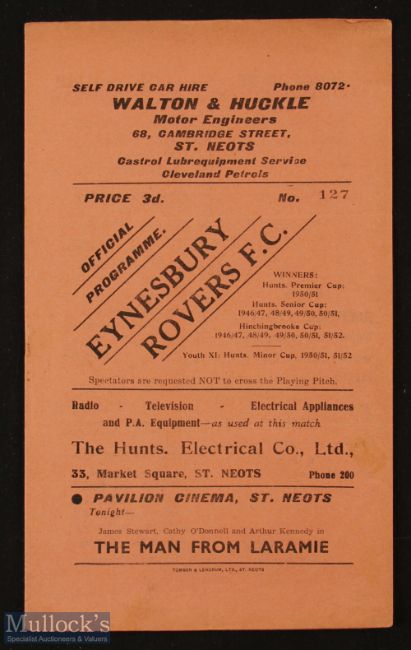 SELF DRIVE CAR HIRE Phone 8072.
WALTON & HUCKLE
Motor Engineers
68, CAMBRIDGE STREET,
ST. NEOTS
Castrol Lubrequipment Service
Cleveland Petrols
PRICE 3d. No. 127
OFFICIAL
PROGRAMME.
EYNESBURY
ROVERS F.C.
WINNERS:
Hunts. Premier Cup:
1950/51
Hunts. Senior Cup:
1946/47, 48/49, 49/50, 50/51,
Hinchingbrooke Cup:
1946/47, 48/49, 49/50, 50/51, 51/52.
Youth XI: Hunts. Minor Cup, 1950/51, 51/52
Spectators are requested NOT to cross the Playing Pitch.
Radio - Television - Electrical Appliances
and P.A. Equipment—as used at this match
The Hunts. Electrical Co., Ltd.,
33, Market Square, ST. NEOTS Phone 200
● PAVILION CINEMA, ST. NEOTS
Tonight—
James Stewart, Cathy O'Donnell and Arthur Kennedy in
THE MAN FROM LARAMIE
TOMSON & LENDRUM, LTD., ST. NEOTS
Mullock's
Specialist Auctioneers & Valuers